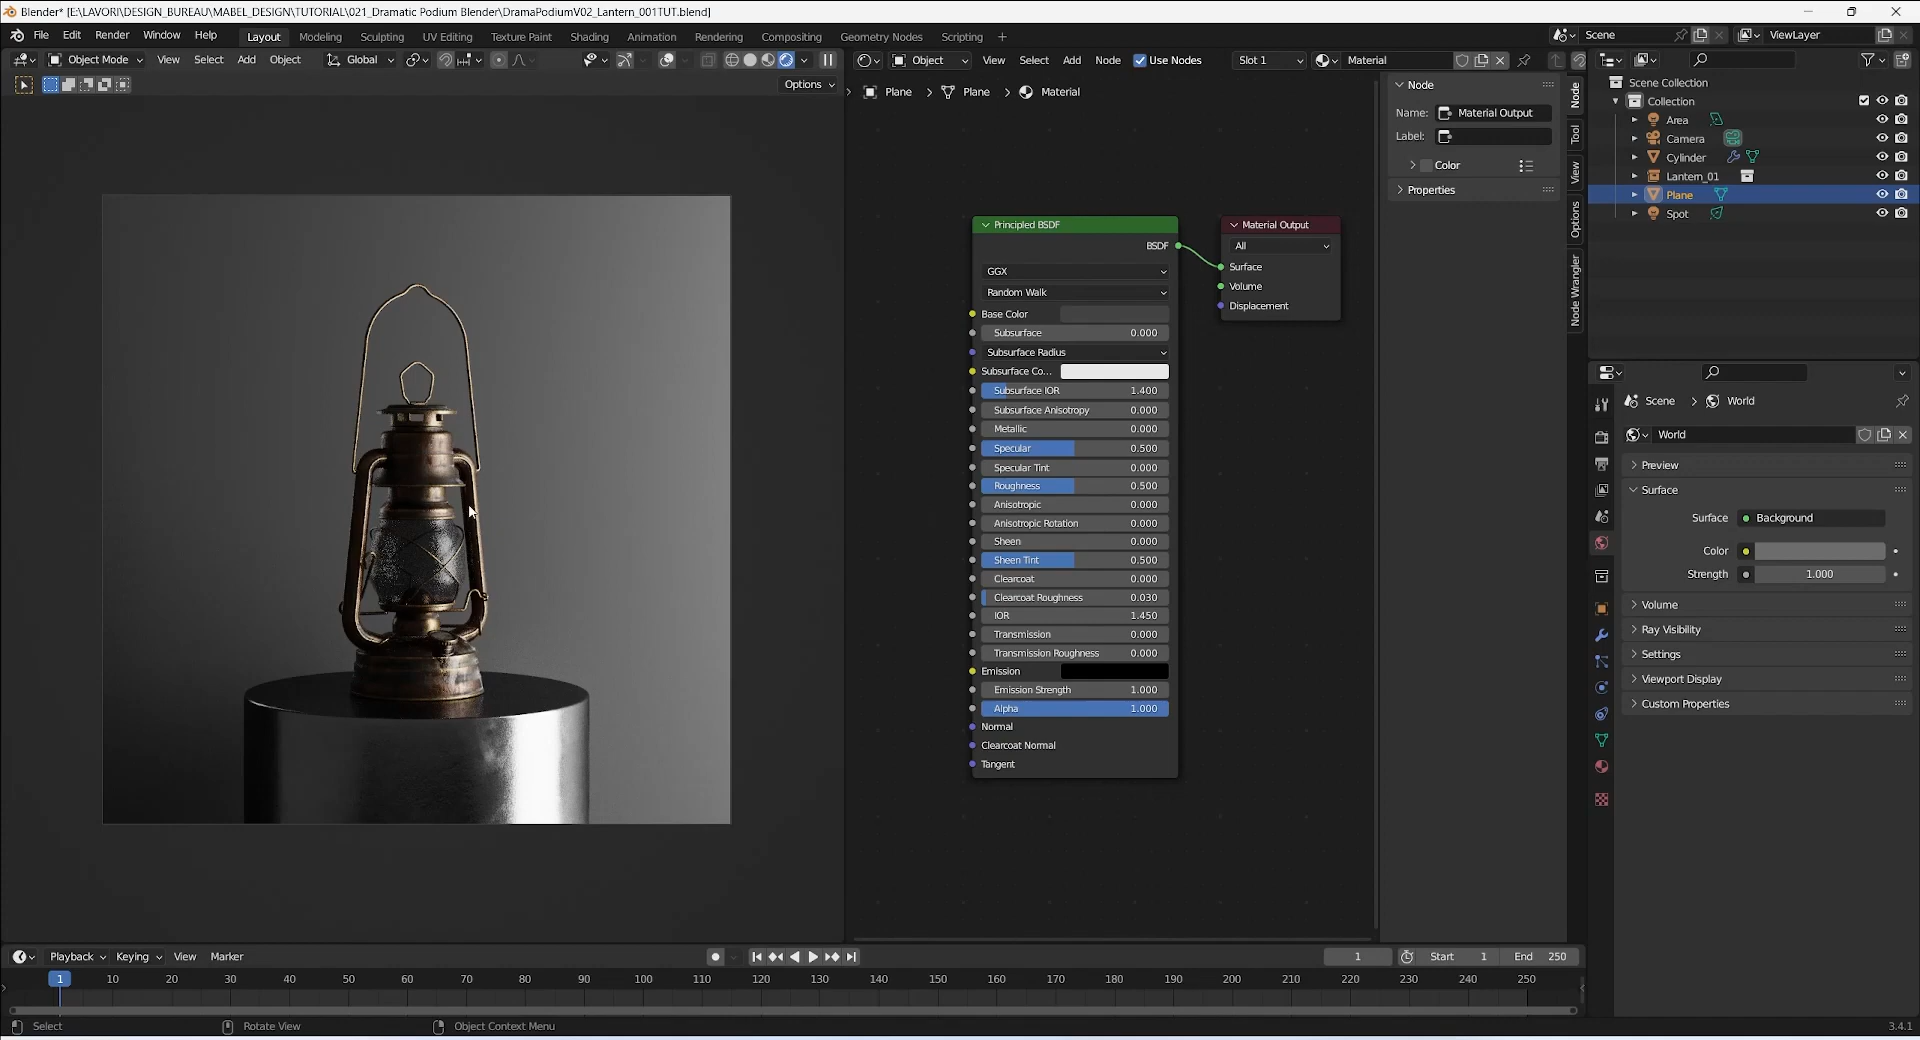 Blender* [E:\LAVORI\DESIGN_BUREAU\MABEL_DESIGN\TUTORIAL\021_Dramatic Podium Blender\DramaPodiumV02_Lantern_001TUT.blend]
File Edit Render Window Help Layout Modeling Sculpting UV Editing Texture Paint Shading Animation Rendering Compositing Geometry Nodes Scripting + Scene ViewLayer
Object Mode View Select Add Object Global Object View Select Add Node Use Nodes Slot 1 Material
Options
Plane > Plane > Material
Node
Name: Material Output
Label:
Color
Properties
Node
Tool
View
Options
Node Wrangler
Principled BSDF
BSDF
GGX
Random Walk
Base Color
Subsurface 0.000
Subsurface Radius
Subsurface Co...
Subsurface IOR 1.400
Subsurface Anisotropy 0.000
Metallic 0.000
Specular 0.500
Specular Tint 0.000
Roughness 0.500
Anisotropic 0.000
Anisotropic Rotation 0.000
Sheen 0.000
Sheen Tint 0.500
Clearcoat 0.000
Clearcoat Roughness 0.030
IOR 1.450
Transmission 0.000
Transmission Roughness 0.000
Emission
Emission Strength 1.000
Alpha 1.000
Normal
Clearcoat Normal
Tangent
Material Output
All
Surface
Volume
Displacement
Scene Collection
Collection
Area
Camera
Cylinder
Lantern_01
Plane
Spot
Scene > World
World
Preview
Surface
Surface Background
Color
Strength 1.000
Volume
Ray Visibility
Settings
Viewport Display
Custom Properties
Playback Keying View Marker 1 Start 1 End 250
1 10 20 30 40 50 60 70 80 90 100 110 120 130 140 150 160 170 180 190 200 210 220 230 240 250
Select Rotate View Object Context Menu 3.4.1